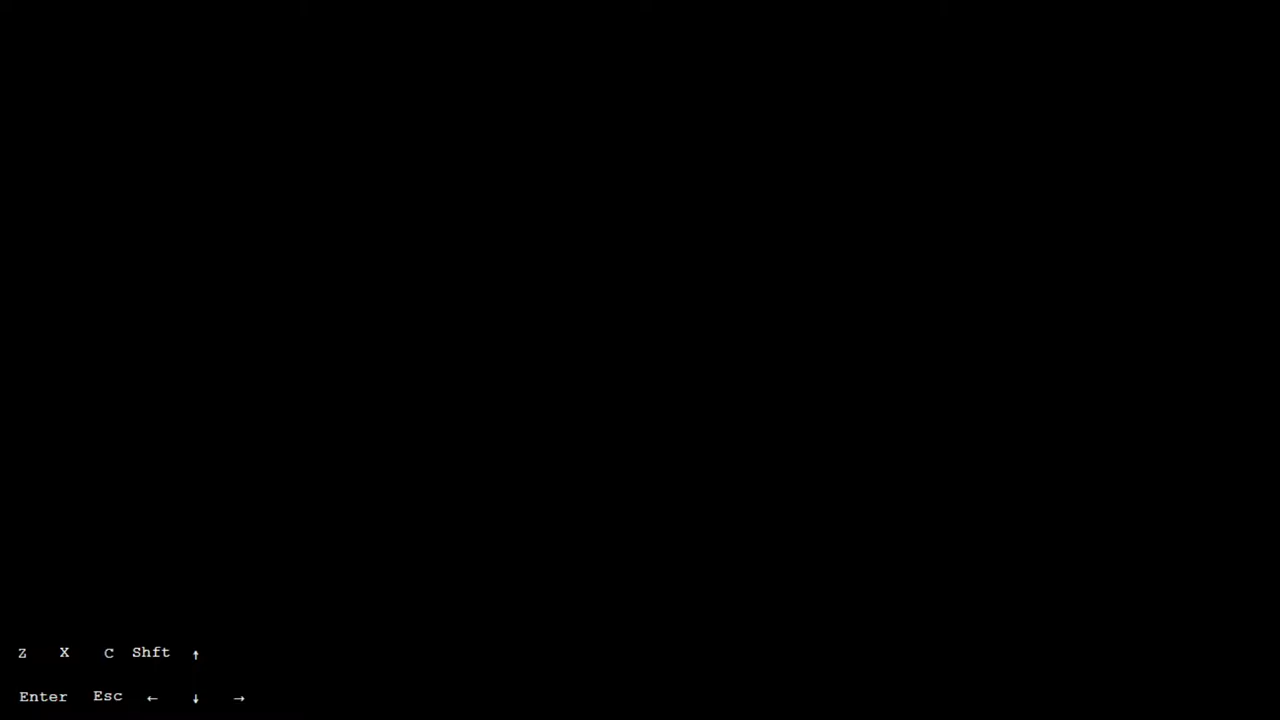 Z X C Shft ↑
Enter Esc ← ↓ →